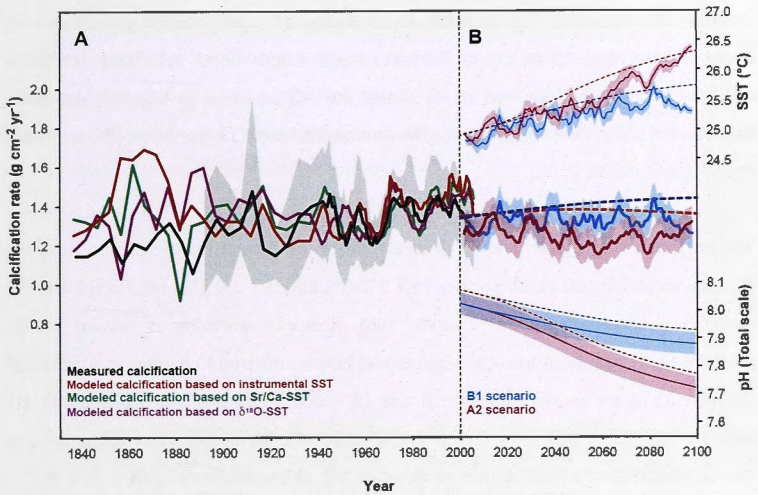 A
B
Calcification rate (g cm⁻² yr⁻¹)
2.0
1.8
1.6
1.4
1.2
1.0
0.8
27.0
26.5
26.0
25.5
25.0
24.5
SST (°C)
8.1
8.0
7.9
7.8
7.7
7.6
pH (Total scale)
Measured calcification
Modeled calcification based on instrumental SST
Modeled calcification based on Sr/Ca-SST
Modeled calcification based on δ¹⁸O-SST
B1 scenario
A2 scenario
1840 1860 1880 1900 1920 1940 1960 1980 2000 2020 2040 2060 2080 2100
Year